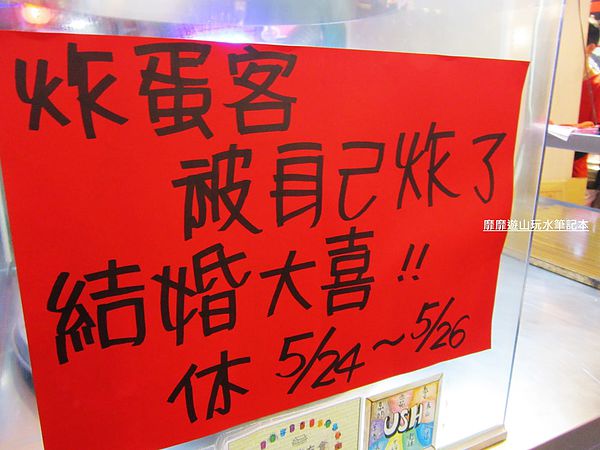 炸蛋客
被自己炸了
結婚大喜!!
休 5/24~5/26
靡靡遊山玩水筆記本
USH